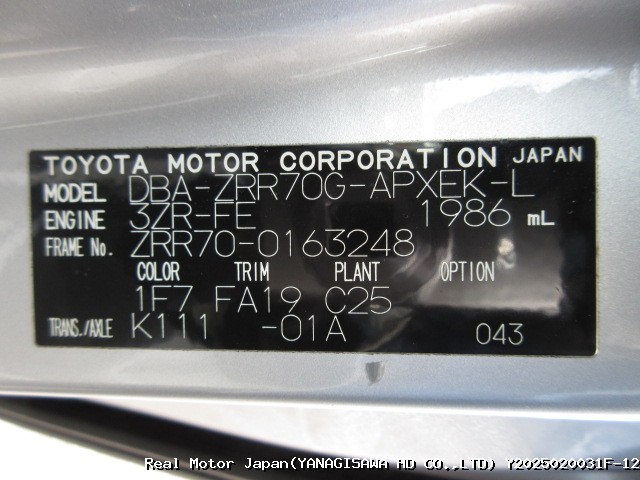 TOYOTA MOTOR CORPORATION JAPAN
MODEL DBA-ZRR70G-APXEK-L
ENGINE 3ZR-FE 1986 mL
FRAME No. ZRR70-0163248
COLOR TRIM PLANT OPTION
1F7 FA19 C25
TRANS./AXLE K111 -01A 043
Real Motor Japan(YANAGISAWA HD CO.,LTD) Y2025020031F-12